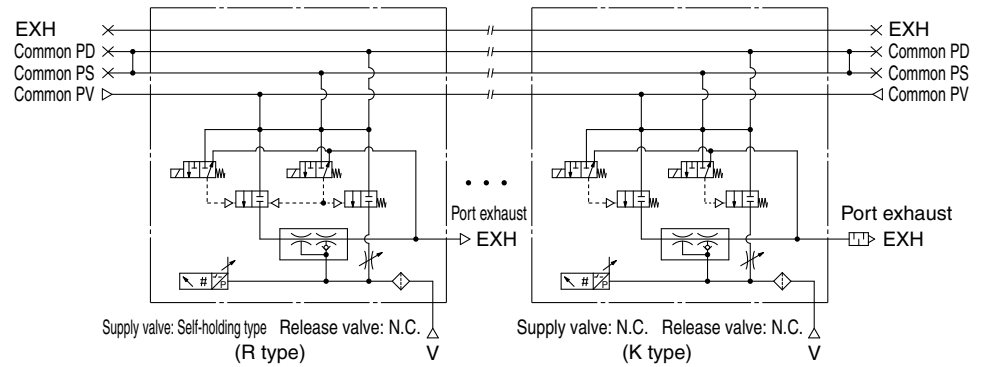 EXH
Common PD
Common PS
Common PV
EXH
Common PD
Common PS
Common PV
Port exhaust
EXH
Port exhaust
EXH
# P
# P
Supply valve: Self-holding type Release valve: N.C.
(R type)
V
Supply valve: N.C. Release valve: N.C.
(K type)
V